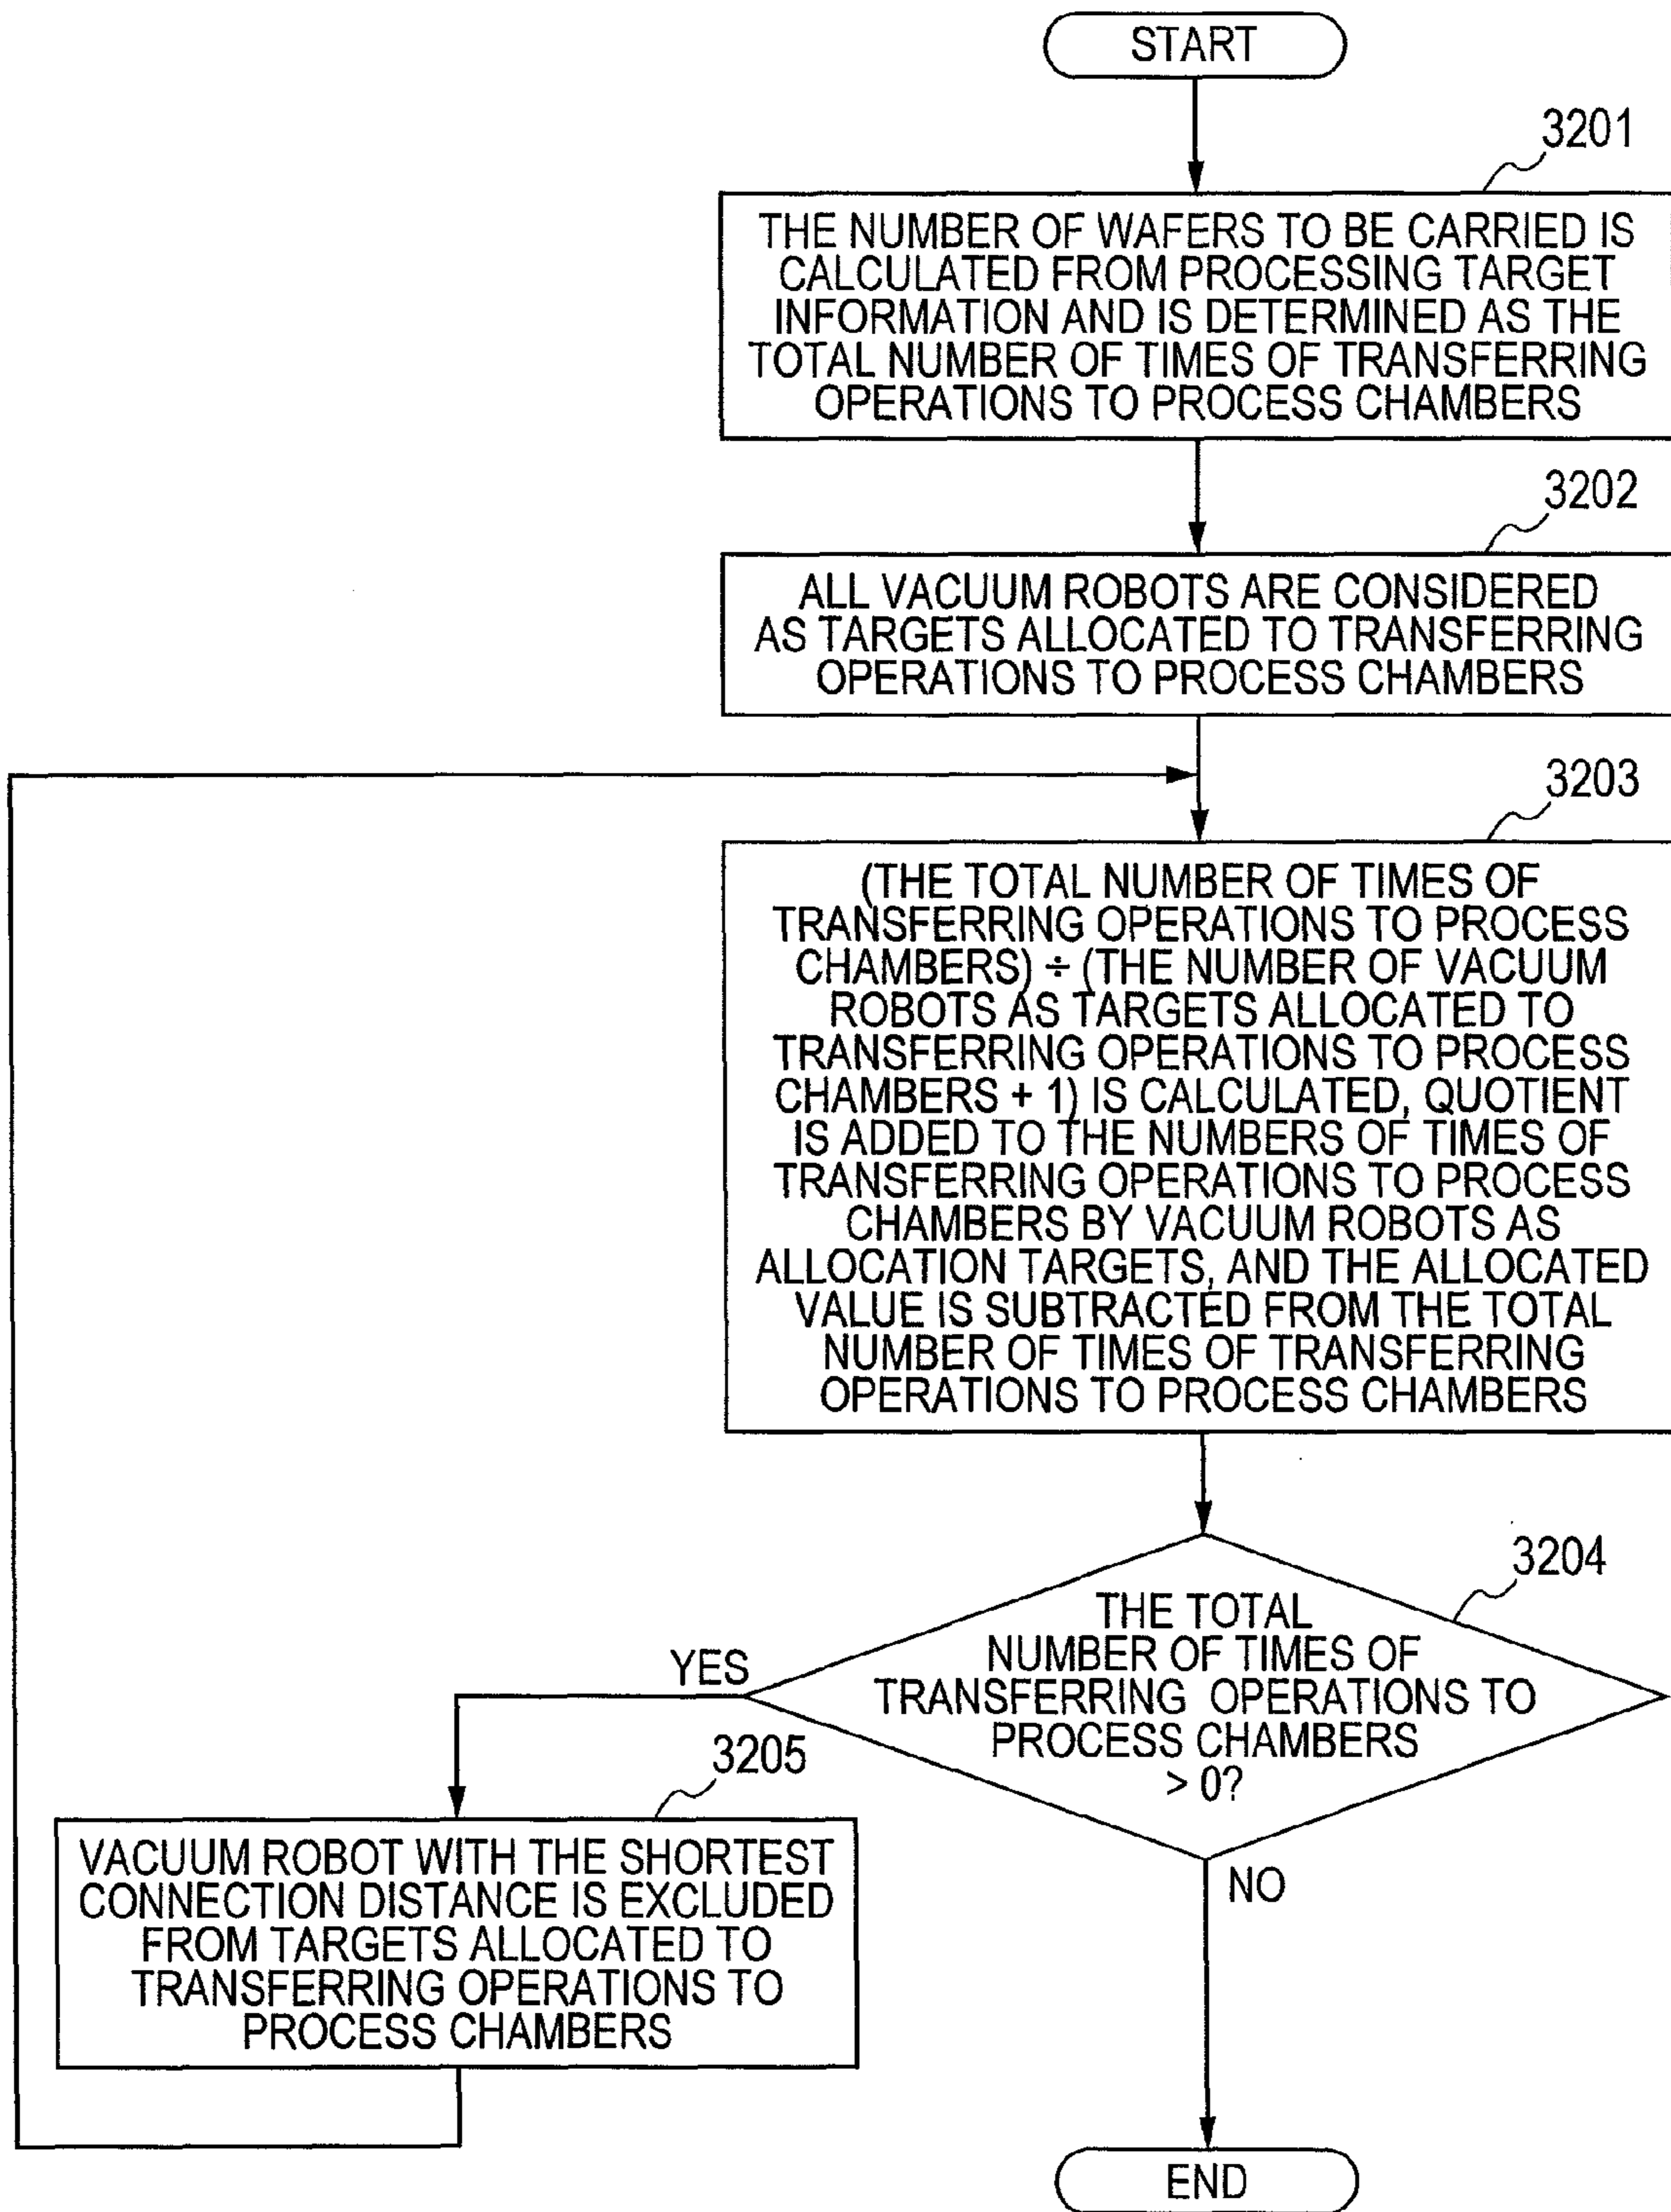 START
3201
THE NUMBER OF WAFERS TO BE CARRIED IS
CALCULATED FROM PROCESSING TARGET
INFORMATION AND IS DETERMINED AS THE
TOTAL NUMBER OF TIMES OF TRANSFERRING
OPERATIONS TO PROCESS CHAMBERS
3202
ALL VACUUM ROBOTS ARE CONSIDERED
AS TARGETS ALLOCATED TO TRANSFERRING
OPERATIONS TO PROCESS CHAMBERS
3203
(THE TOTAL NUMBER OF TIMES OF
TRANSFERRING OPERATIONS TO PROCESS
CHAMBERS) ÷ (THE NUMBER OF VACUUM
ROBOTS AS TARGETS ALLOCATED TO
TRANSFERRING OPERATIONS TO PROCESS
CHAMBERS + 1) IS CALCULATED, QUOTIENT
IS ADDED TO THE NUMBERS OF TIMES OF
TRANSFERRING OPERATIONS TO PROCESS
CHAMBERS BY VACUUM ROBOTS AS
ALLOCATION TARGETS, AND THE ALLOCATED
VALUE IS SUBTRACTED FROM THE TOTAL
NUMBER OF TIMES OF TRANSFERRING
OPERATIONS TO PROCESS CHAMBERS
3204
THE TOTAL
NUMBER OF TIMES OF
TRANSFERRING OPERATIONS TO
PROCESS CHAMBERS
> 0?
YES
3205
VACUUM ROBOT WITH THE SHORTEST
CONNECTION DISTANCE IS EXCLUDED
FROM TARGETS ALLOCATED TO
TRANSFERRING OPERATIONS TO
PROCESS CHAMBERS
NO
END